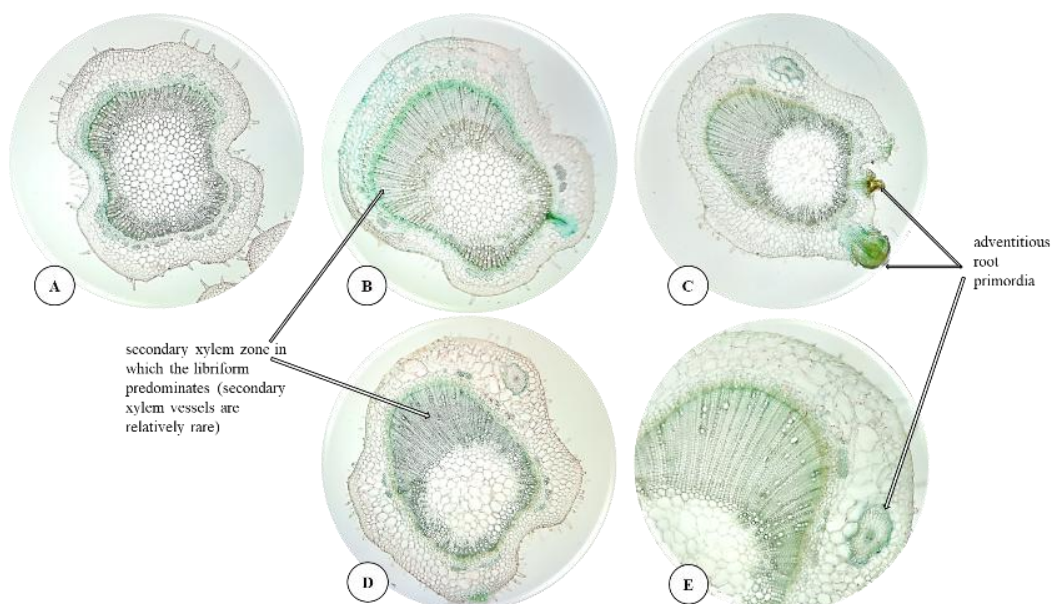 A
B
C
adventitious
root
primordia
secondary xylem zone in
which the libriform
predominates (secondary
xylem vessels are
relatively rare)
D
E